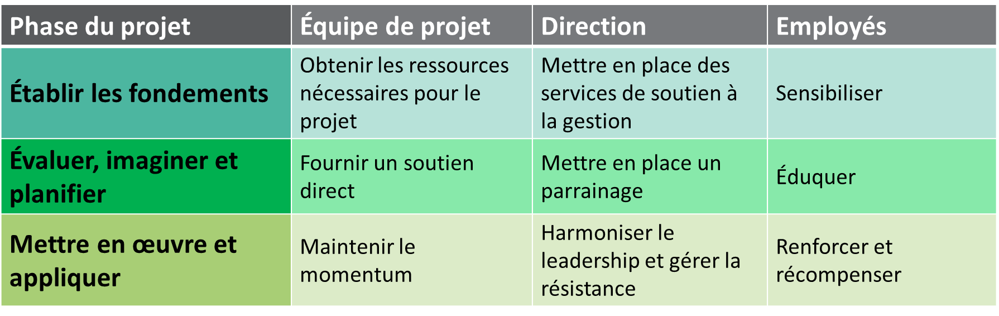 Phase du projet
Équipe de projet
Direction
Employés
Établir les fondements
Obtenir les ressources
nécessaires pour le
projet
Mettre en place des
services de soutien à
la gestion
Sensibiliser
Évaluer, imaginer et
planifier
Fournir un soutien
direct
Mettre en place un
parrainage
Éduquer
Mettre en œuvre et
appliquer
Maintenir le
momentum
Harmoniser le
leadership et gérer la
résistance
Renforcer et
récompenser